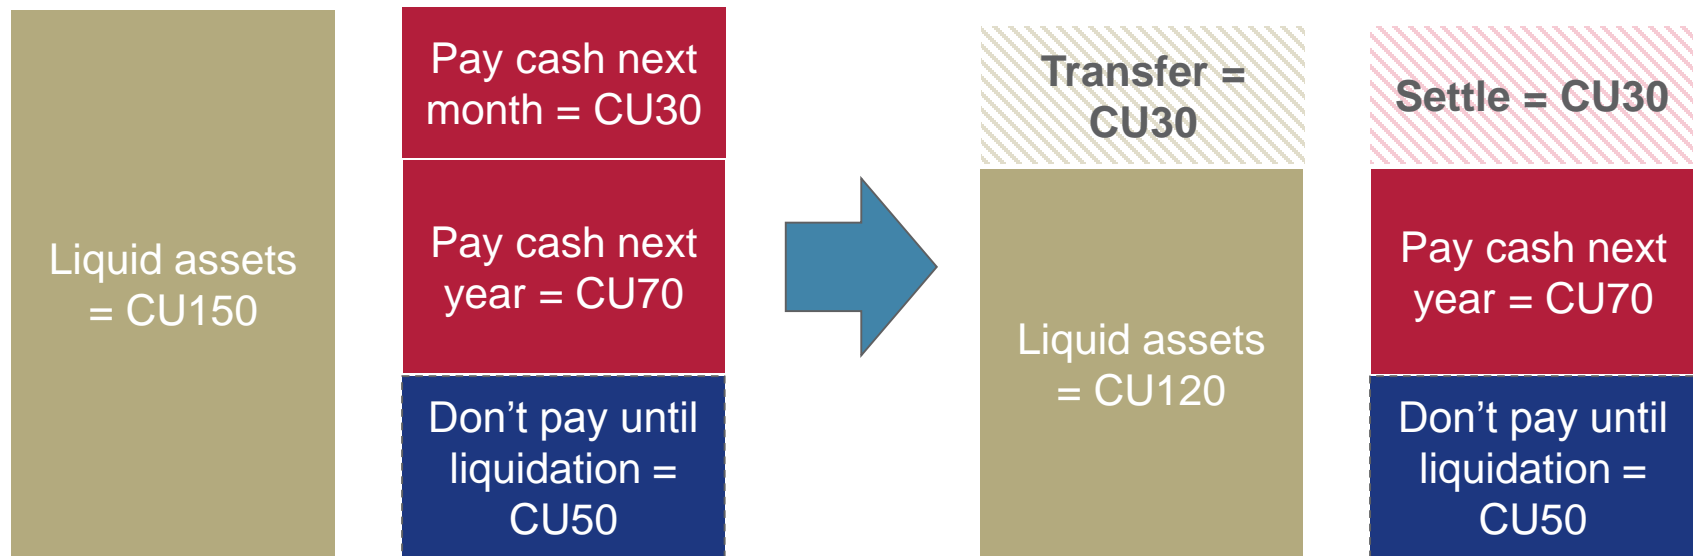 Liquid assets
= CU150
Pay cash next
month = CU30
Pay cash next
year = CU70
Don’t pay until
liquidation =
CU50
Transfer =
CU30
Liquid assets
= CU120
Settle = CU30
Pay cash next
year = CU70
Don’t pay until
liquidation =
CU50